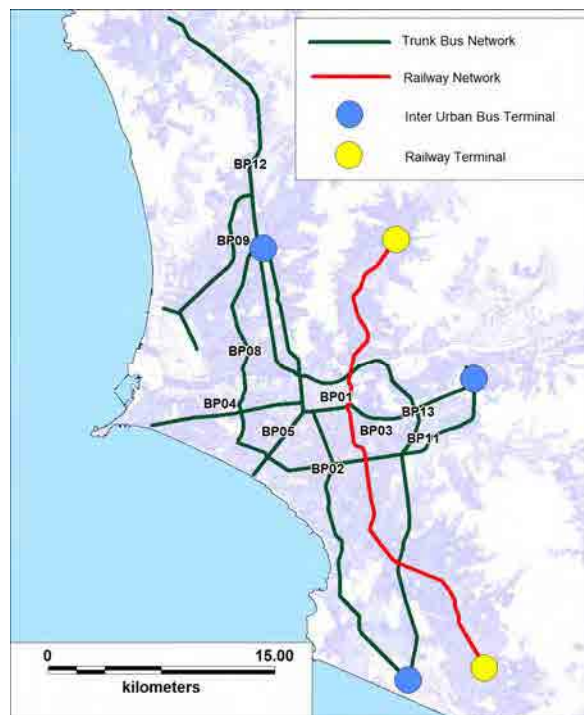 Trunk Bus Network
Railway Network
Inter Urban Bus Terminal
Railway Terminal
BP12
BP09
BP08
BP04
BP01
BP13
BP05
BP03
BP11
BP02
0 15.00
kilometers